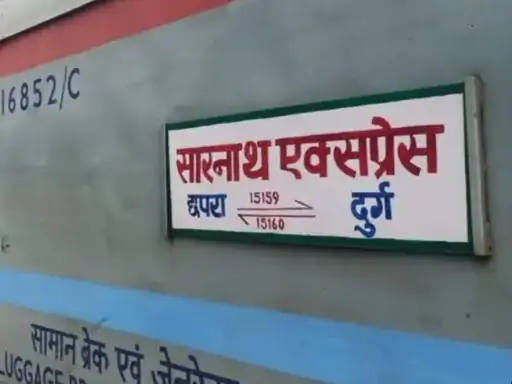 16852/C
सारनाथ एक्सप्रेस
छपरा 15159 दुर्ग
15160
सामान ब्रेक एवं
LUGGAGE